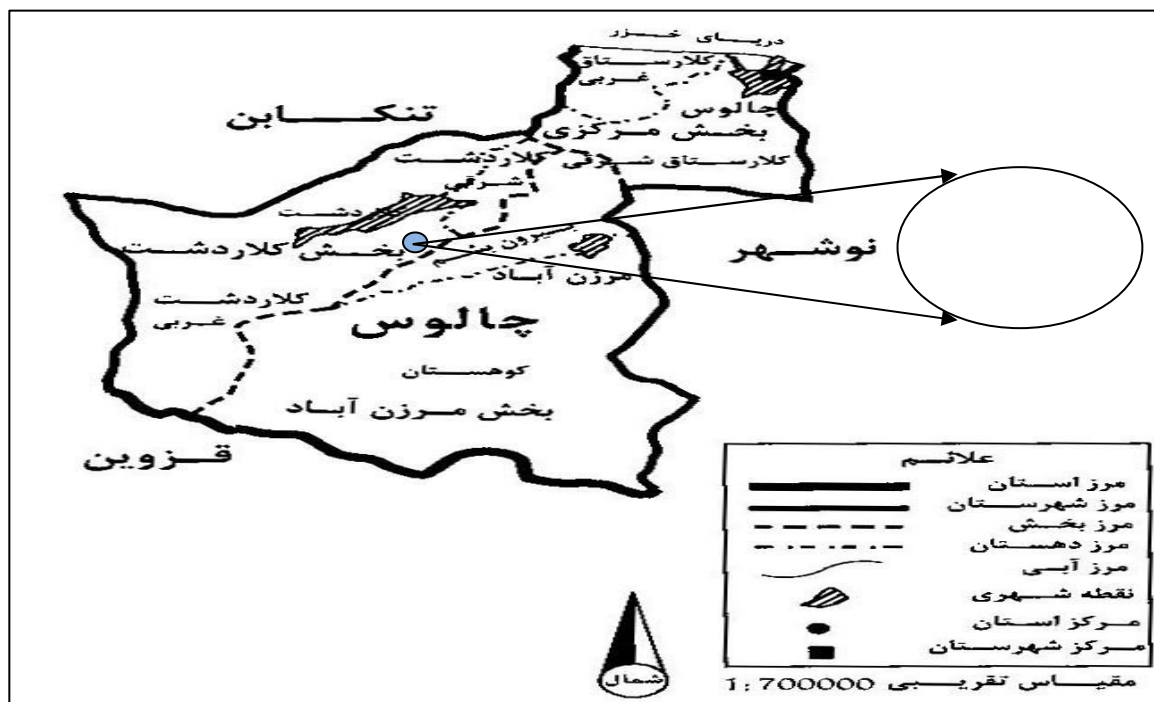 دریای خزر
کلارستاق
غربی
چالوس
بخش مرکزی
کلارستاق شرقی
تنکابن
کلاردشت
شرقی
بخش کلاردشت
بیرون بشم
مرزن آباد
نوشهر
کلاردشت
غربی
چالوس
کوهستان
بخش مرزن آباد
قزوین
علائم
مرز استان
مرز شهرستان
مرز بخش
مرز دهستان
مرز آبی
نقطه شهری
مرکز استان
مرکز شهرستان
مقیاس تقریبی 1:700000
شمال